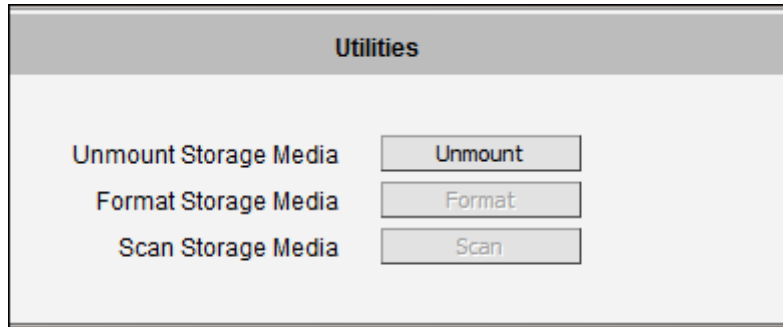 Utilities
Unmount Storage Media Unmount
Format Storage Media Format
Scan Storage Media Scan